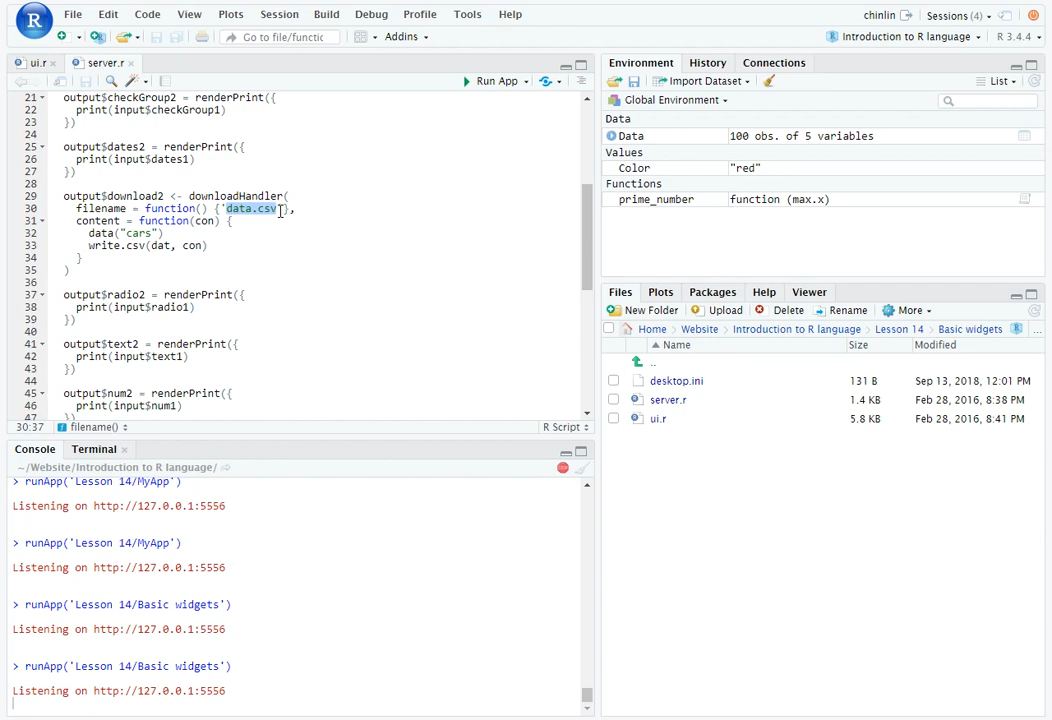 R
File Edit Code View Plots Session Build Debug Profile Tools Help
chinlin Sessions (4)
Go to file/functic Addins
Introduction to R language R 3.4.4
ui.r × server.r ×
Run App
21 output$checkGroup2 = renderPrint({
22 print(input$checkGroup1)
23 })
24
25 output$dates2 = renderPrint({
26 print(input$dates1)
27 })
28
29 output$download2 <- downloadHandler(
30 filename = function() {'data.csv'},
31 content = function(con) {
32 data("cars")
33 write.csv(dat, con)
34 }
35 )
36
37 output$radio2 = renderPrint({
38 print(input$radio1)
39 })
40
41 output$text2 = renderPrint({
42 print(input$text1)
43 })
44
45 output$num2 = renderPrint({
46 print(input$num1)
47 })
30:37 filename() R Script
Console Terminal ×
~/Website/Introduction to R language/
> runApp('Lesson 14/MyApp')
Listening on http://127.0.0.1:5556
> runApp('Lesson 14/MyApp')
Listening on http://127.0.0.1:5556
> runApp('Lesson 14/Basic widgets')
Listening on http://127.0.0.1:5556
> runApp('Lesson 14/Basic widgets')
Listening on http://127.0.0.1:5556
Environment History Connections
Import Dataset List
Global Environment
Data
Data 100 obs. of 5 variables
Values
Color "red"
Functions
prime_number function (max.x)
Files Plots Packages Help Viewer
New Folder Upload Delete Rename More
Home Website Introduction to R language Lesson 14 Basic widgets ...
Name Size Modified
..
desktop.ini 131 B Sep 13, 2018, 12:01 PM
server.r 1.4 KB Feb 28, 2016, 8:38 PM
ui.r 5.8 KB Feb 28, 2016, 8:41 PM